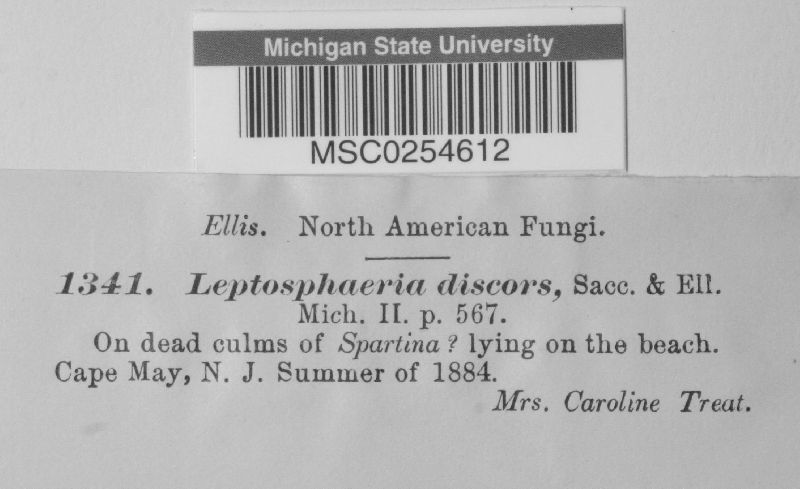 Michigan State University
MSC0254612
Ellis. North American Fungi.
1341. Leptosphaeria discors, Sacc. & Ell.
Mich. II. p. 567.
On dead culms of Spartina? lying on the beach.
Cape May, N. J. Summer of 1884.
Mrs. Caroline Treat.